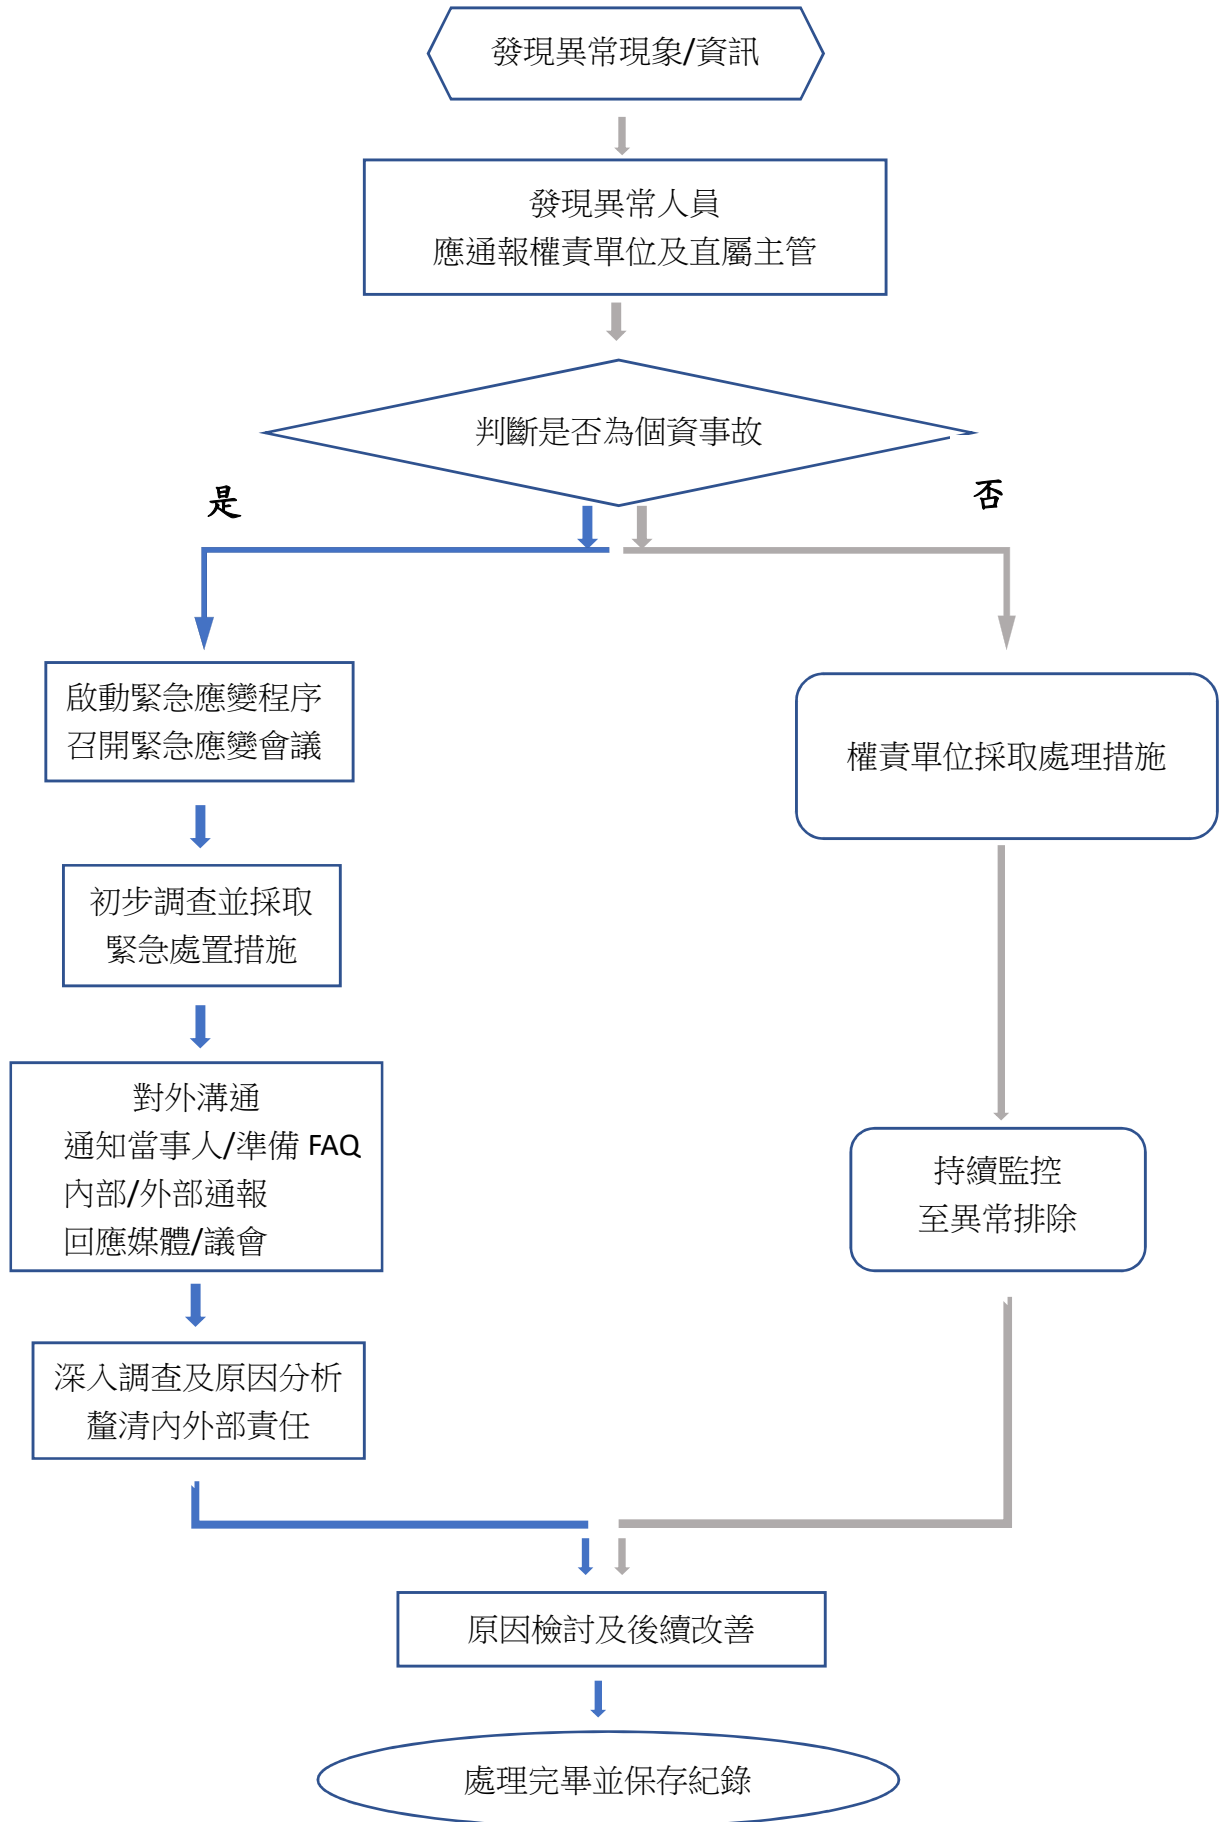 發現異常現象/資訊
發現異常人員
應通報權責單位及直屬主管
判斷是否為個資事故
是
否
啟動緊急應變程序
召開緊急應變會議
權責單位採取處理措施
初步調查並採取
緊急處置措施
對外溝通
通知當事人/準備 FAQ
內部/外部通報
回應媒體/議會
持續監控
至異常排除
深入調查及原因分析
釐清內外部責任
原因檢討及後續改善
處理完畢並保存紀錄